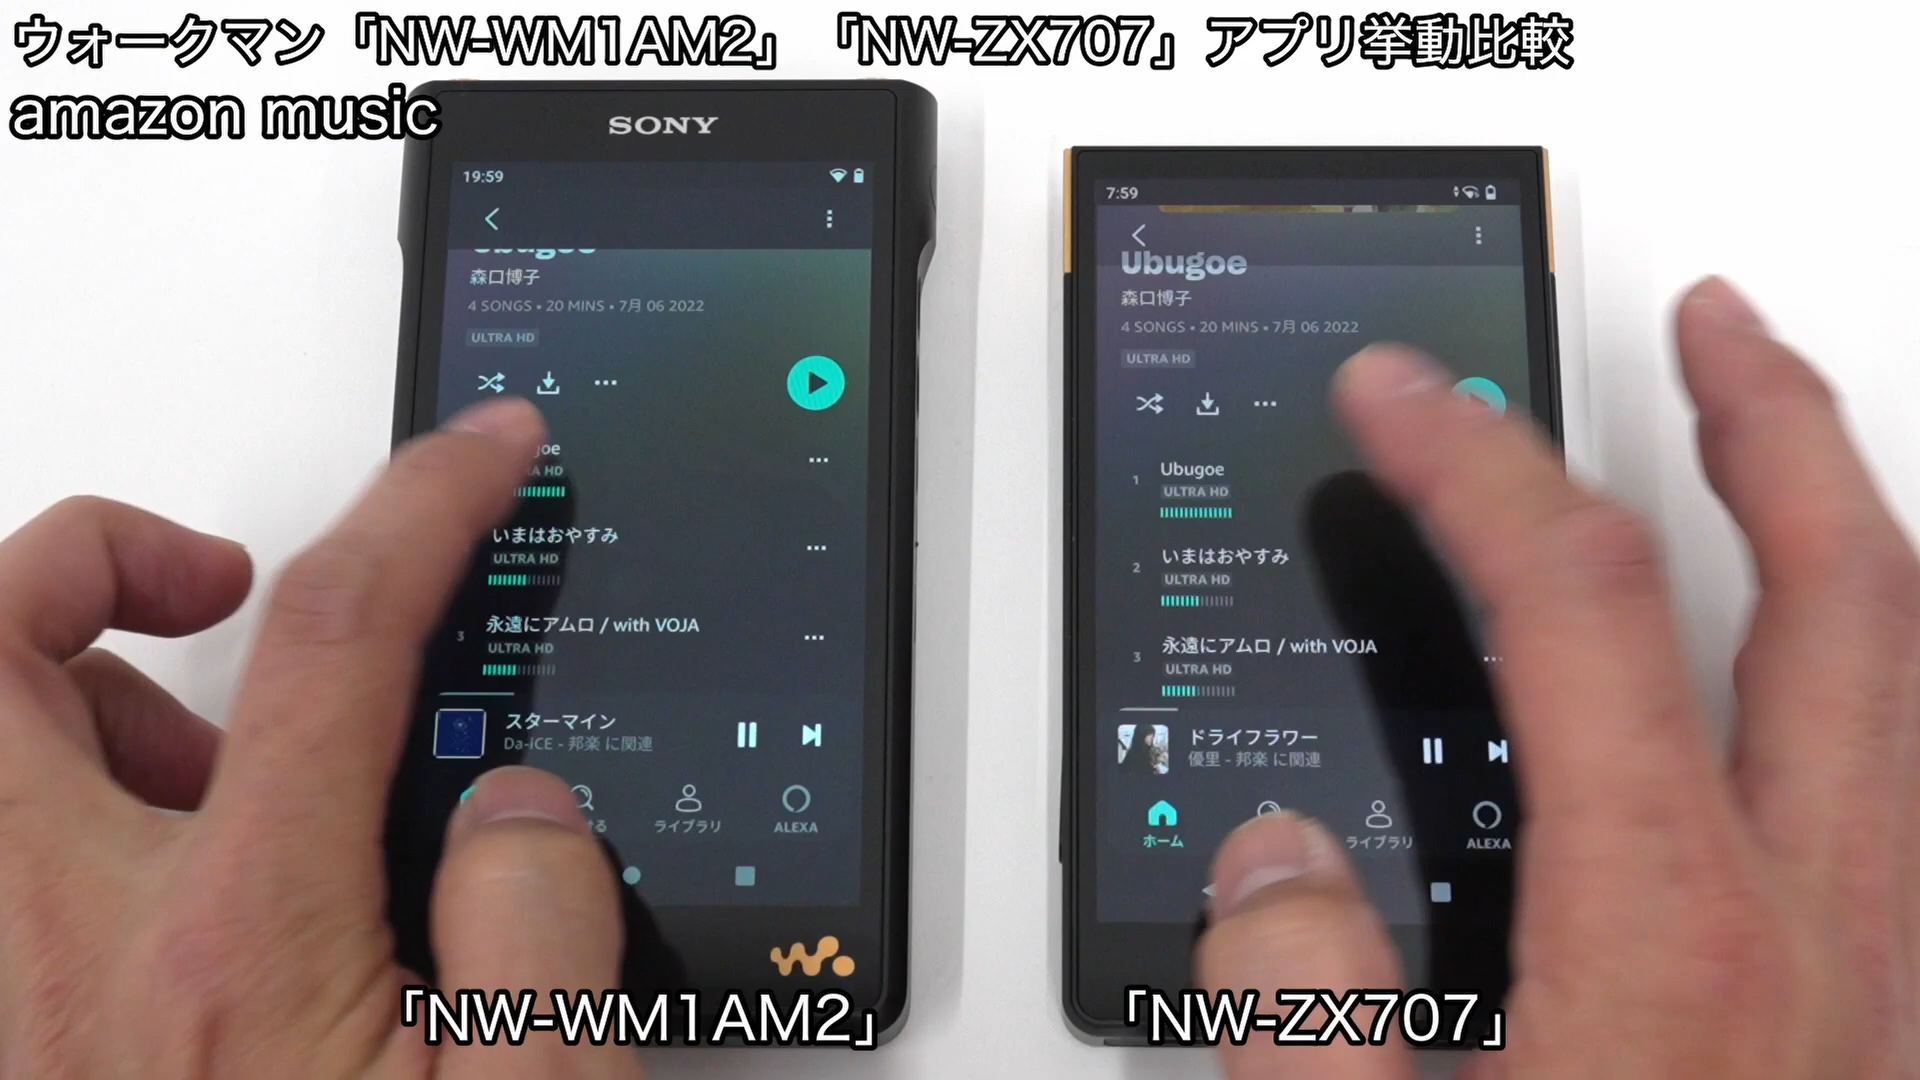 ウォークマン「NW-WM1AM2」「NW-ZX707」アプリ挙動比較
amazon music
SONY
19:59
Ubugoe
森口博子
4 SONGS • 20 MINS • 7月 06 2022
ULTRA HD
いまはおやすみ
ULTRA HD
3
永遠にアムロ / with VOJA
ULTRA HD
スターマイン
Da-iCE - 邦楽 に関連
ライブラリ
ALEXA
「NW-WM1AM2」
7:59
Ubugoe
森口博子
4 SONGS • 20 MINS • 7月 06 2022
ULTRA HD
1
Ubugoe
ULTRA HD
2
いまはおやすみ
ULTRA HD
3
永遠にアムロ / with VOJA
ULTRA HD
ドライフラワー
優里 - 邦楽 に関連
ホーム
ライブラリ
ALEXA
「NW-ZX707」